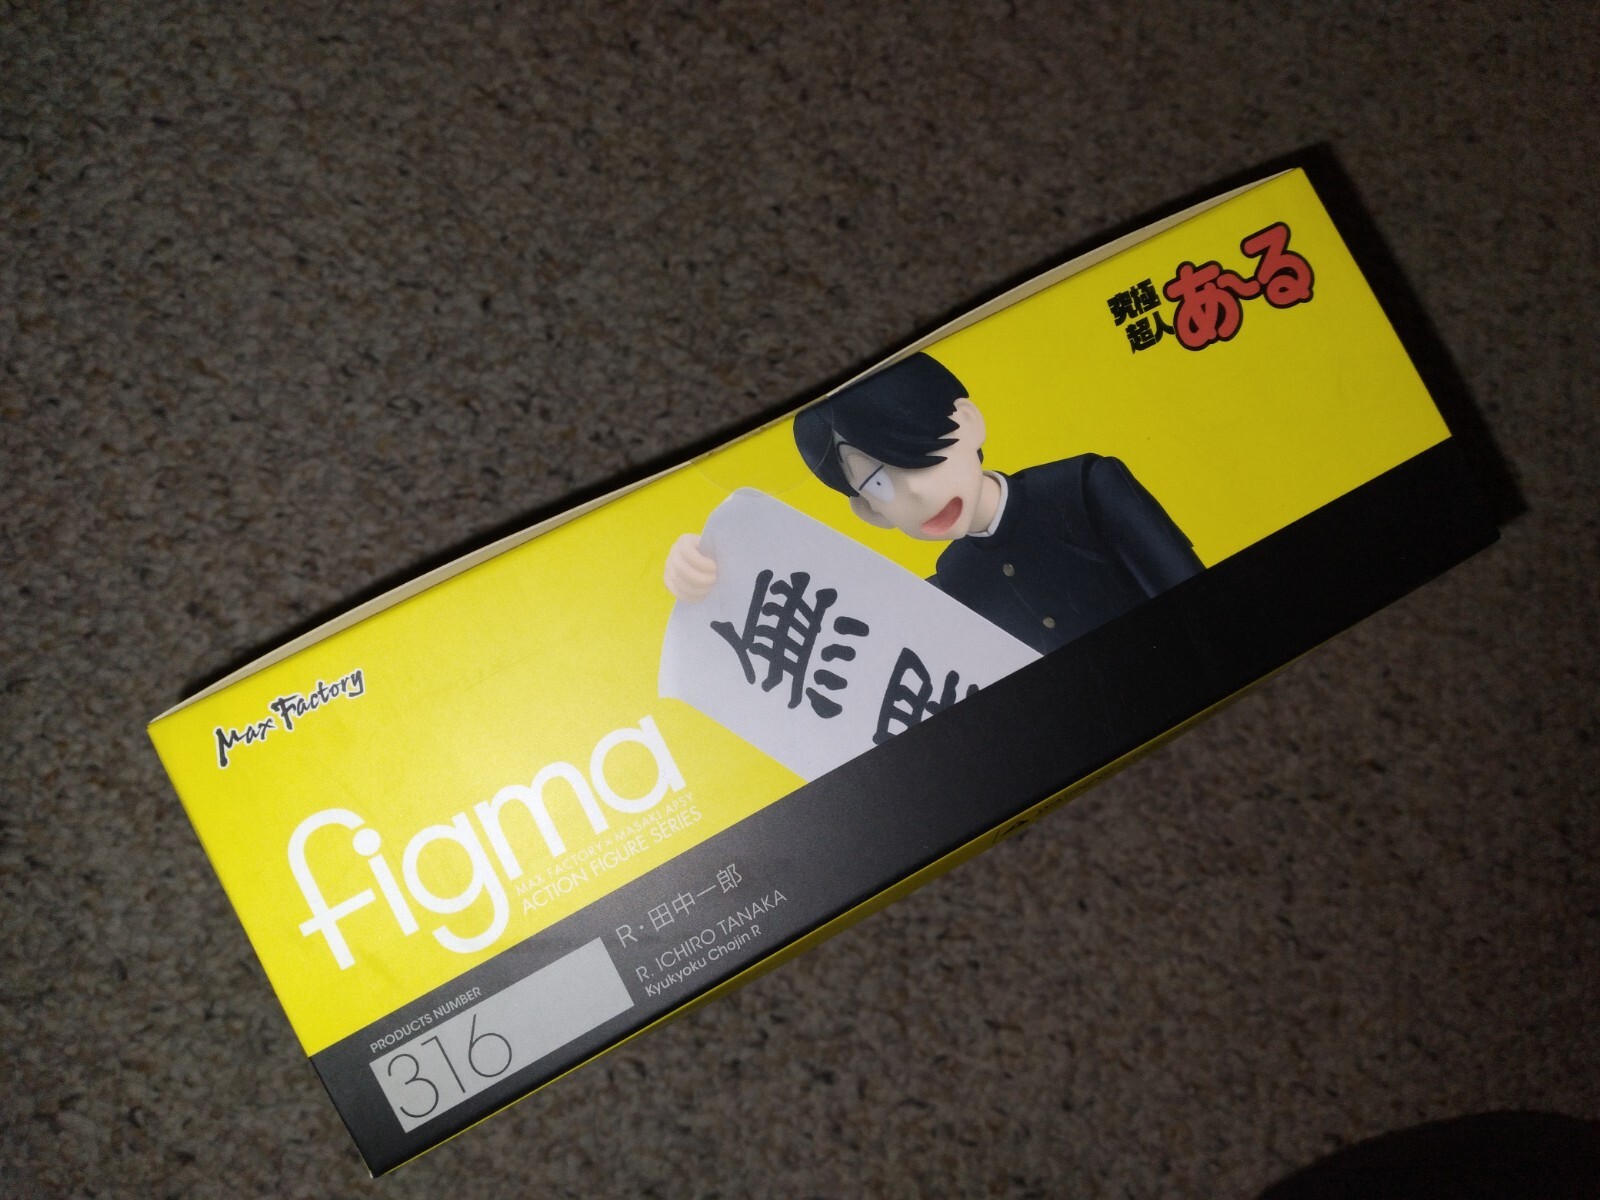 究極
超人
あ~る
無
Max Factory
figma
MAX FACTORY × MASAKI APSY
ACTION FIGURE SERIES
R・田中一郎
R. ICHIRO TANAKA
Kyukyoku Chojin R
PRODUCTS NUMBER
316